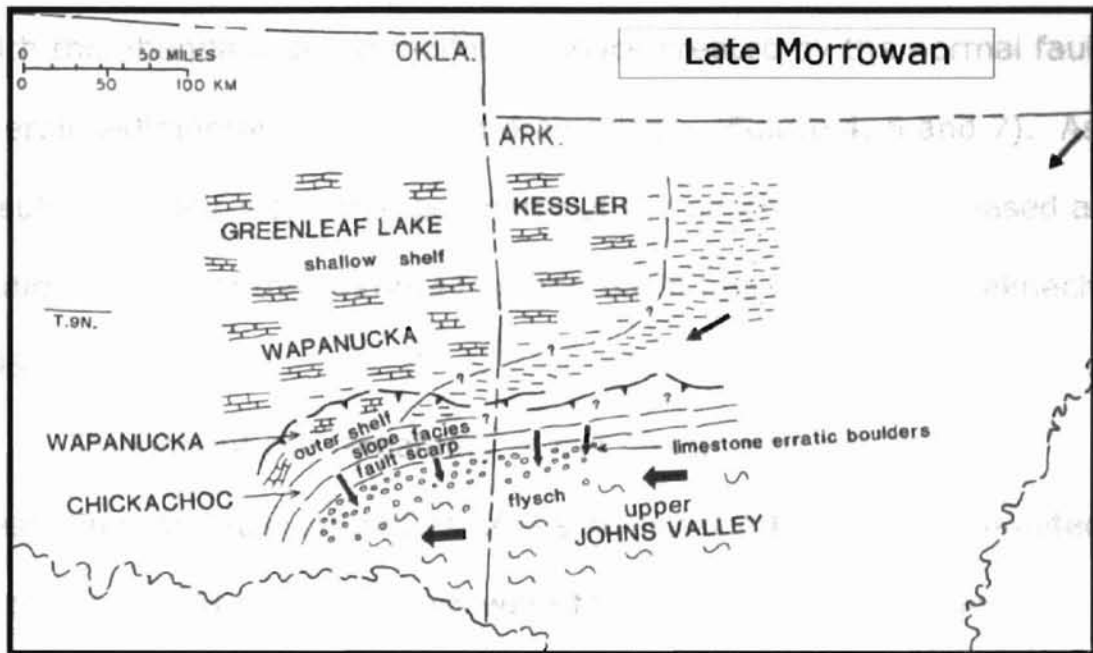 0 50 MILES
0 50 100 KM
OKLA.
Late Morrowan
ARK.
GREENLEAF LAKE
shallow shelf
KESSLER
T.9N.
WAPANUCKA
?
?
?
?
?
?
WAPANUCKA
outer shelf
slope facies
fault scarp
limestone erratic boulders
CHICKACHOC
flysch
upper
JOHNS VALLEY